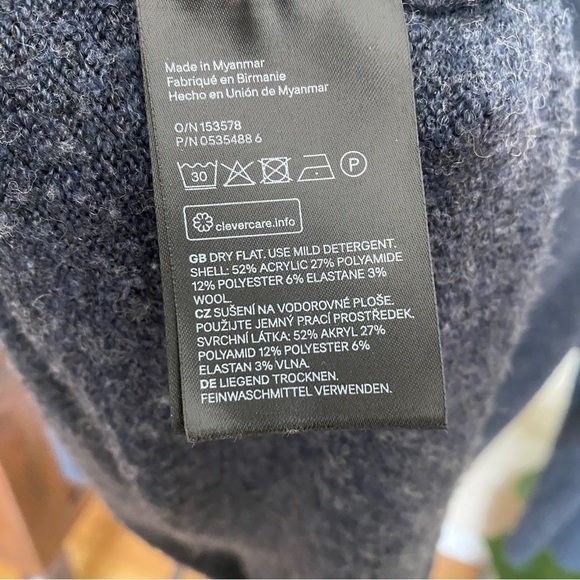 Made in Myanmar
Fabriqué en Birmanie
Hecho en Unión de Myanmar
O/N 153578
P/N 0535488 6
30 P
clevercare.info
GB DRY FLAT. USE MILD DETERGENT.
SHELL: 52% ACRYLIC 27% POLYAMIDE
12% POLYESTER 6% ELASTANE 3%
WOOL.
CZ SUŠENÍ NA VODOROVNÉ PLOŠE.
POUŽIJTE JEMNÝ PRACÍ PROSTŘEDEK.
SVRCHNÍ LÁTKA: 52% AKRYL 27%
POLYAMID 12% POLYESTER 6%
ELASTAN 3% VLNA.
DE LIEGEND TROCKNEN.
FEINWASCHMITTEL VERWENDEN.